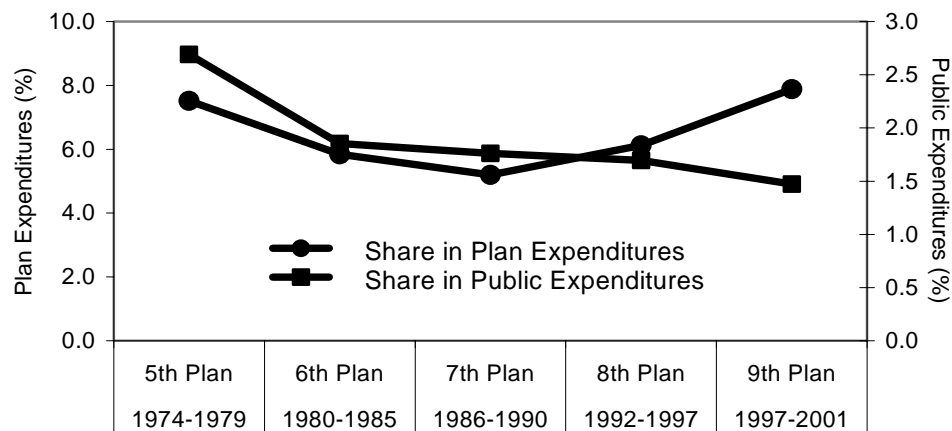 Plan Expenditures (%)
10.0
8.0
6.0
4.0
2.0
0.0
Public Expenditures (%)
3.0
2.5
2.0
1.5
1.0
0.5
0.0
Share in Plan Expenditures
Share in Public Expenditures
5th Plan 6th Plan 7th Plan 8th Plan 9th Plan
1974-1979 1980-1985 1986-1990 1992-1997 1997-2001